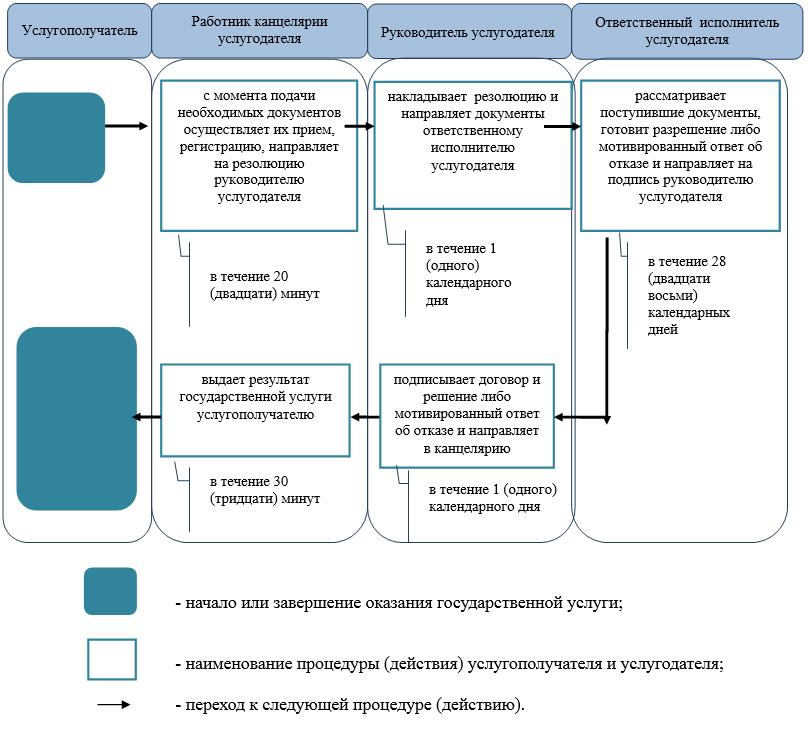 Услугополучатель
Работник канцелярии
услугодателя
Руководитель услугодателя
Ответственный исполнитель
услугодателя
с момента подачи
необходимых документов
осуществляет их прием,
регистрацию, направляет
на резолюцию
руководителю
услугодателя
накладывает резолюцию и
направляет документы
ответственному
исполнителю
услугодателя
рассматривает
поступившие документы,
готовит разрешение либо
мотивированный ответ об
отказе и направляет на
подпись руководителю
услугодателя
в течение 20
(двадцати) минут
в течение 1
(одного)
календарного
дня
в течение 28
(двадцати
восьми)
календарных
дней
выдает результат
государственной услуги
услугополучателю
подписывает договор и
решение либо
мотивированный ответ
об отказе и направляет
в канцелярию
в течение 30
(тридцати) минут
в течение 1 (одного)
календарного дня
- начало или завершение оказания государственной услуги;
- наименование процедуры (действия) услугополучателя и услугодателя;
- переход к следующей процедуре (действию).